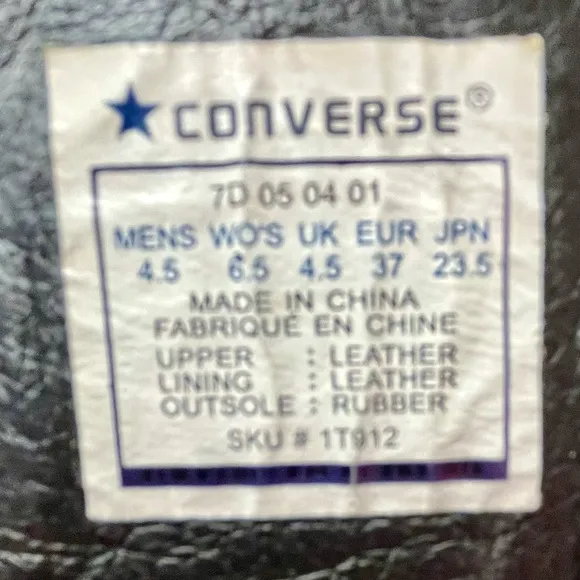 CONVERSE®
7D 05 04 01
MENS WO'S UK EUR JPN
4.5 6.5 4.5 37 23.5
MADE IN CHINA
FABRIQUÉ EN CHINE
UPPER : LEATHER
LINING : LEATHER
OUTSOLE : RUBBER
SKU # 1T912